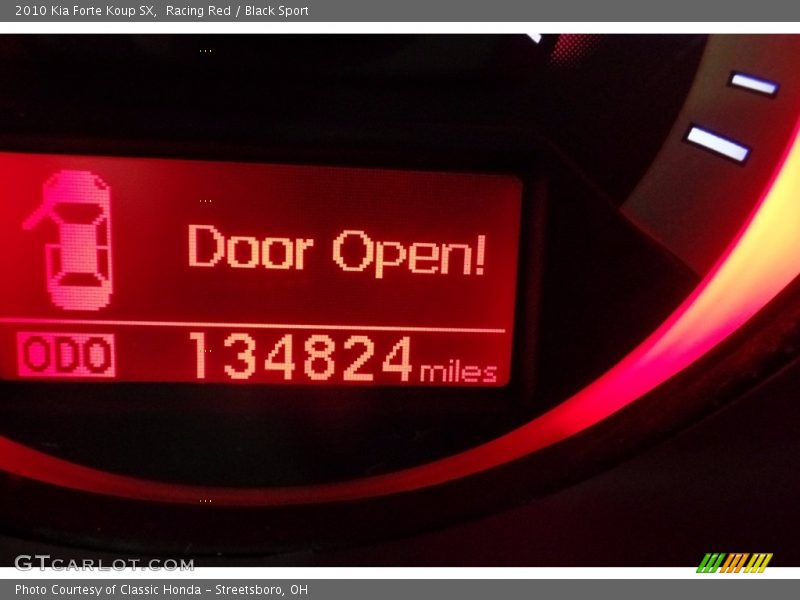 2010 Kia Forte Koup SX,  Racing Red / Black Sport
Door Open!
ODO 134824 miles
GTCARLOT.COM
Photo Courtesy of Classic Honda – Streetsboro, OH